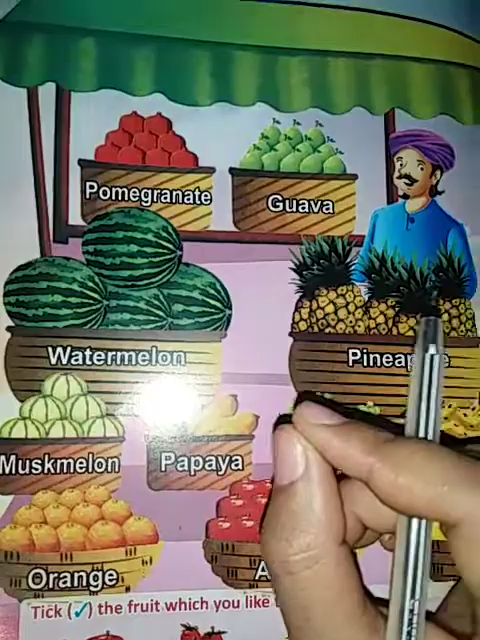 Pomegranate
Guava
Watermelon
Muskmelon
Papaya
Orange
Tick (✓) the fruit which you like